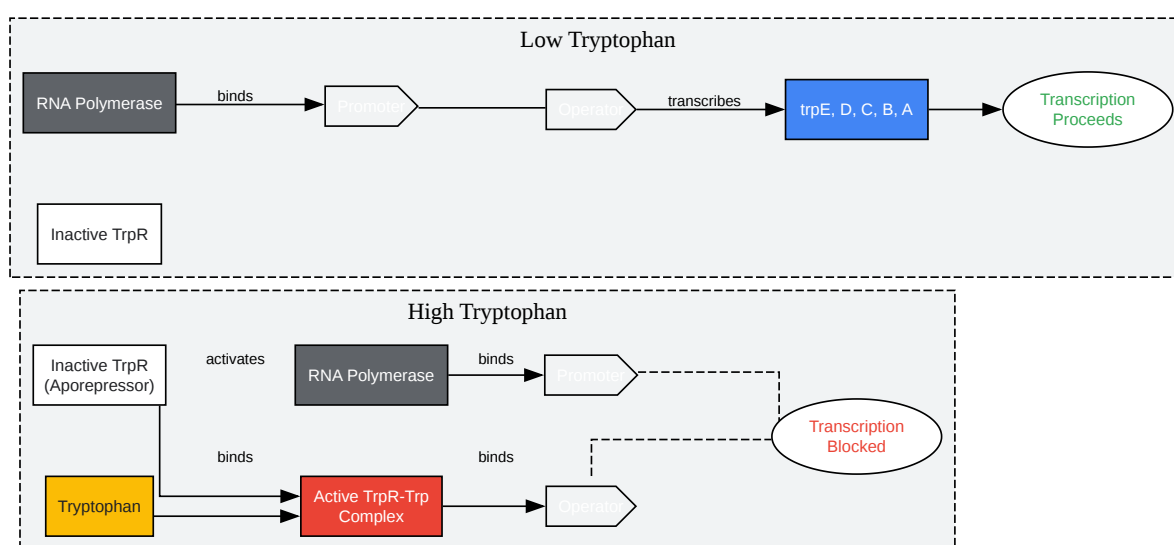 Low Tryptophan
RNA Polymerase
binds
Promoter
Operator
transcribes
trpE, D, C, B, A
Transcription
Proceeds
Inactive TrpR
High Tryptophan
Inactive TrpR
(Aporepressor)
activates
RNA Polymerase
binds
Promoter
Transcription
Blocked
binds
binds
Tryptophan
Active TrpR-Trp
Complex
Operator